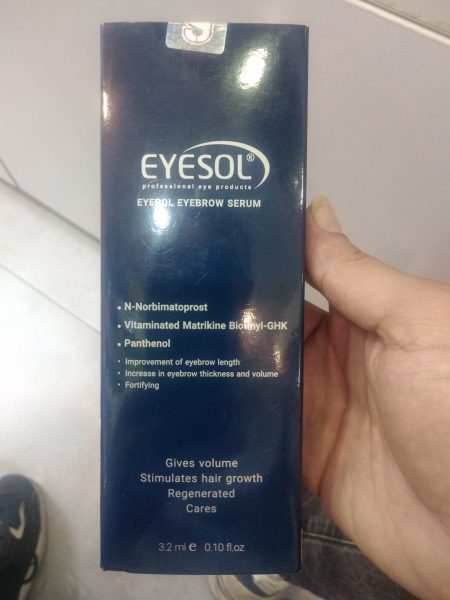 EYESOL®
professional eye products
EYESOL EYEBROW SERUM
• N-Norbimatoprost
• Vitaminated Matrikine Biotinyl-GHK
• Panthenol
• Improvement of eyebrow length
• Increase in eyebrow thickness and volume
• Fortifying
Gives volume
Stimulates hair growth
Regenerated
Cares
3.2 ml e 0.10 fl.oz